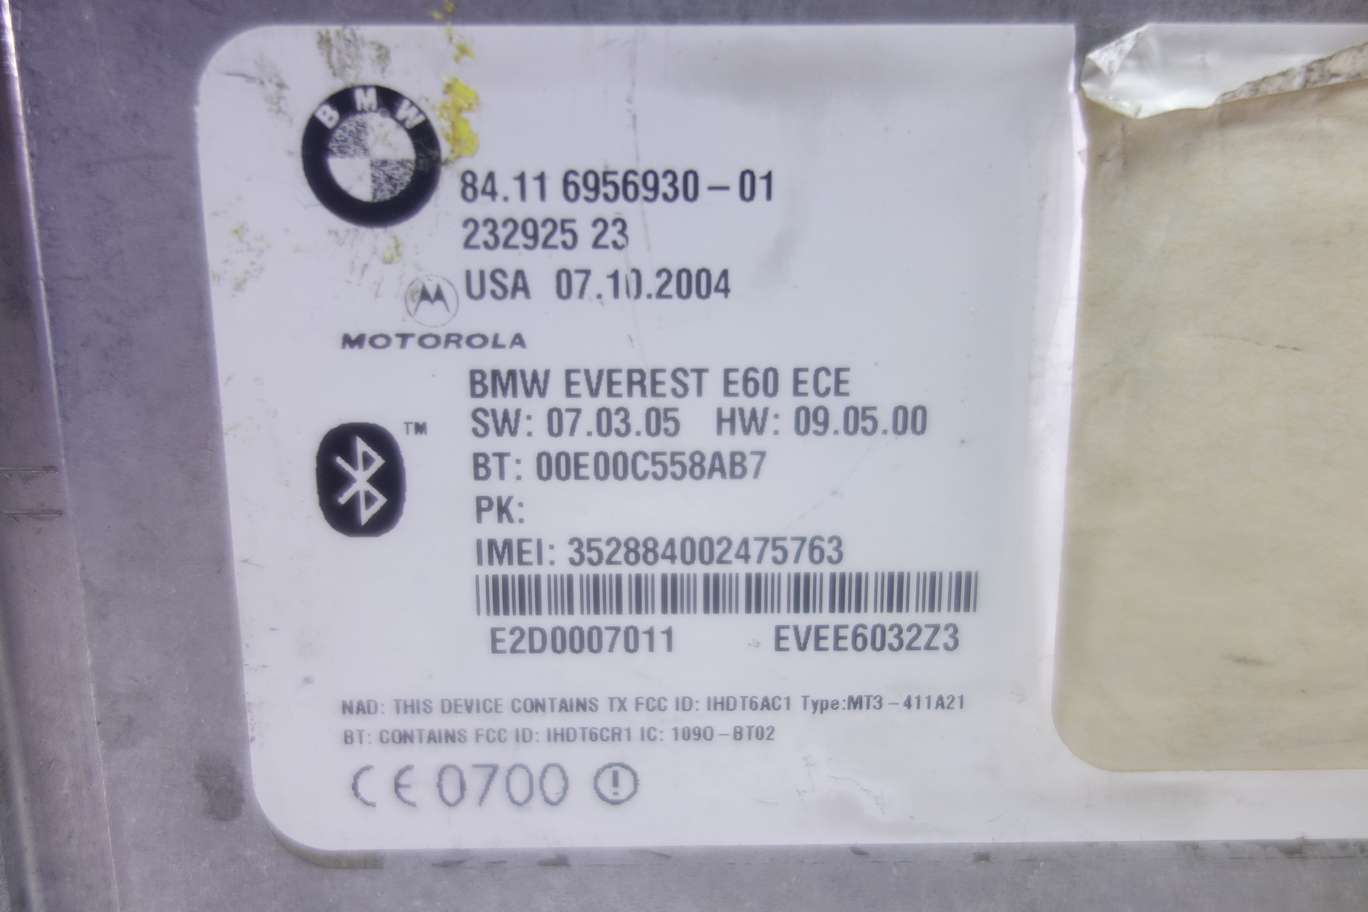 BMW
84.11 6956930-01
232925 23
USA 07.10.2004
MOTOROLA
BMW EVEREST E60 ECE
SW: 07.03.05 HW: 09.05.00
TM
BT: 00E00C558AB7
PK:
IMEI: 352884002475763
E2D0007011 EVEE6032Z3
NAD: THIS DEVICE CONTAINS TX FCC ID: IHDT6AC1 Type:MT3-411A21
BT: CONTAINS FCC ID: IHDT6CR1 IC: 1090-BT02
CE 0700